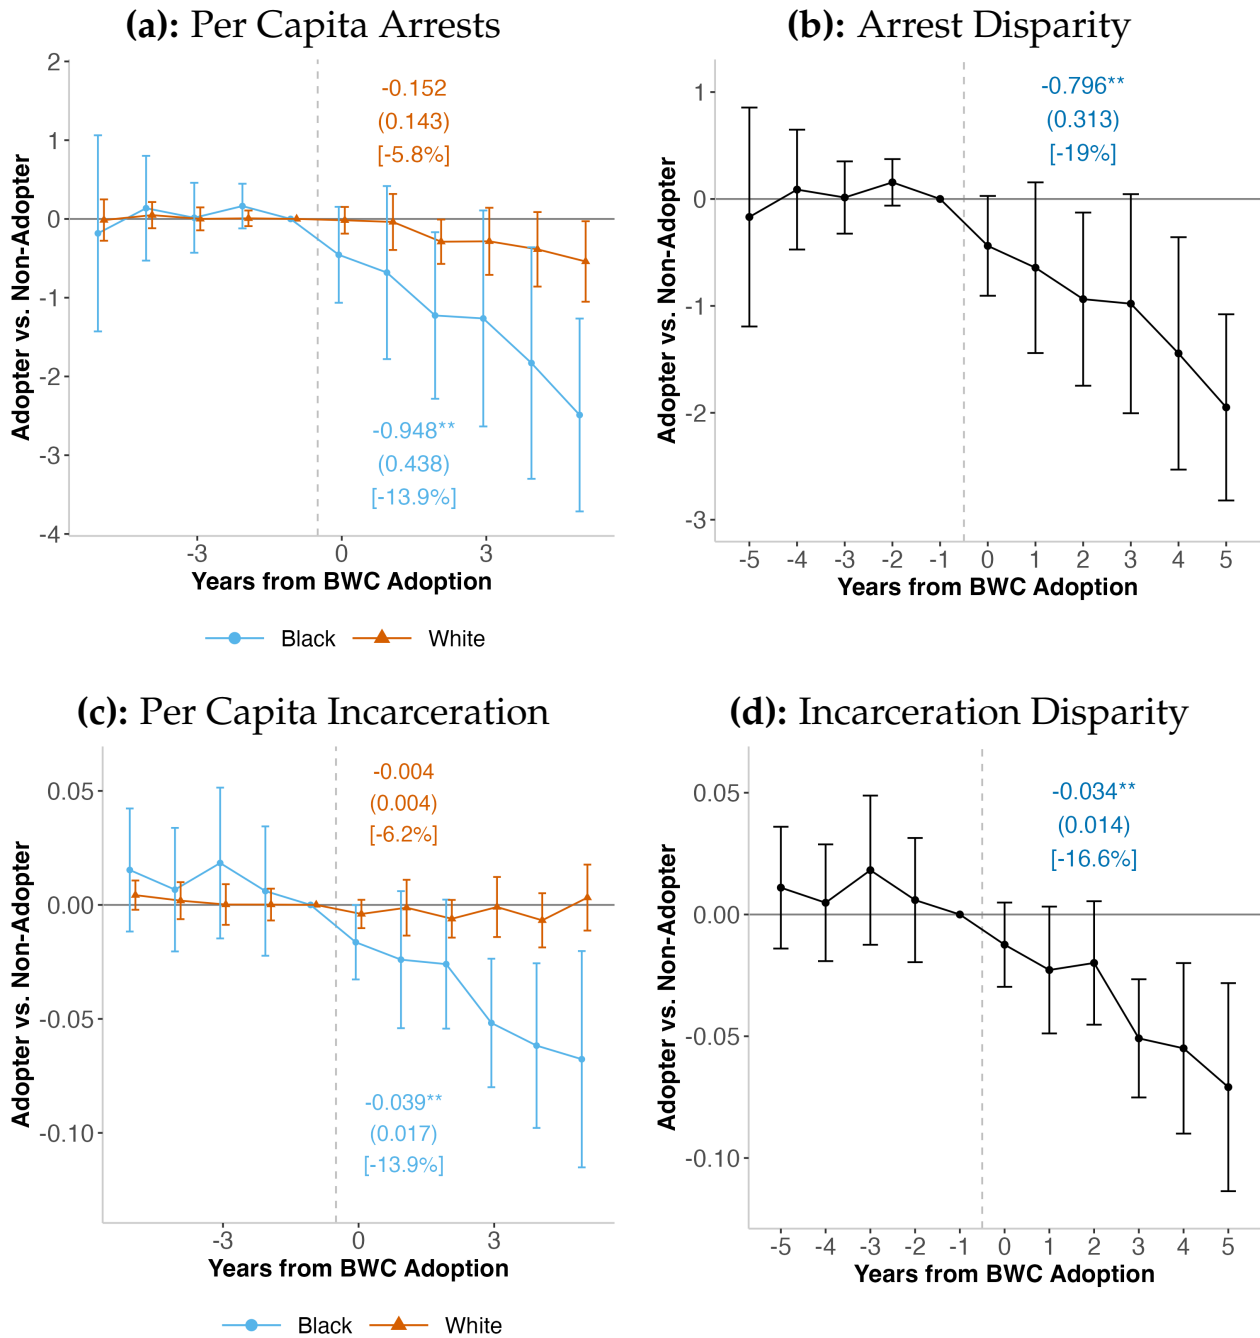 (a): Per Capita Arrests
Adopter vs. Non-Adopter
2
1
0
-1
-2
-3
-4
-0.152
(0.143)
[-5.8%]
-0.948**
(0.438)
[-13.9%]
-3 0 3
Years from BWC Adoption
Black White
(b): Arrest Disparity
Adopter vs. Non-Adopter
1
0
-1
-2
-3
-0.796**
(0.313)
[-19%]
-5 -4 -3 -2 -1 0 1 2 3 4 5
Years from BWC Adoption
(c): Per Capita Incarceration
Adopter vs. Non-Adopter
0.05
0.00
-0.05
-0.10
-0.004
(0.004)
[-6.2%]
-0.039**
(0.017)
[-13.9%]
-3 0 3
Years from BWC Adoption
Black White
(d): Incarceration Disparity
Adopter vs. Non-Adopter
0.05
0.00
-0.05
-0.10
-0.034**
(0.014)
[-16.6%]
-5 -4 -3 -2 -1 0 1 2 3 4 5
Years from BWC Adoption